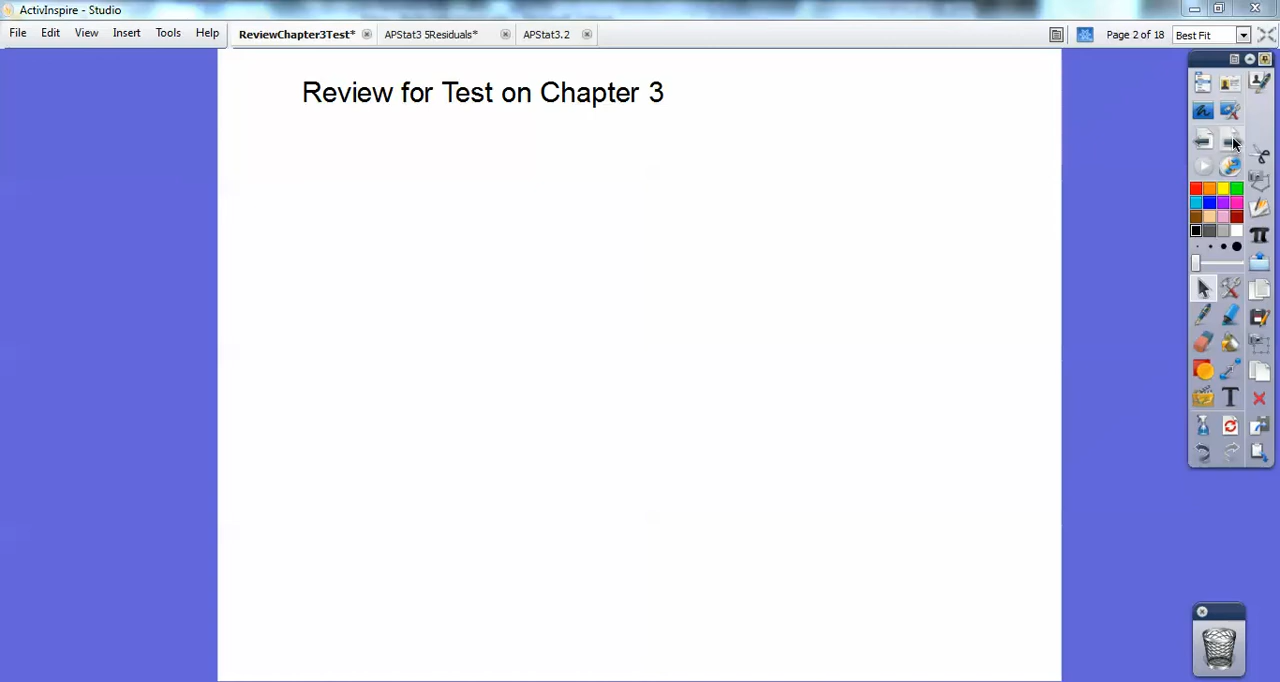 ActivInspire - Studio
File Edit View Insert Tools Help
ReviewChapter3Test* APStat3 5Residuals* APStat3.2
Page 2 of 18 Best Fit
Review for Test on Chapter 3
T